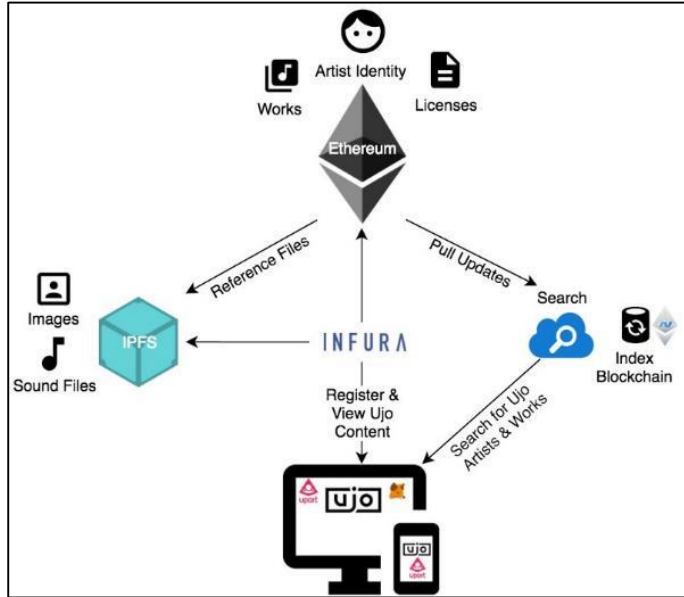 Artist Identity
Works
Licenses
Ethereum
Reference Files
Pull Updates
Images
IPFS
Sound Files
INFURA
Search
Index
Blockchain
Register &
View Ujo
Content
Search for Ujo
Artists & Works
uport
ujo
ujo
uport